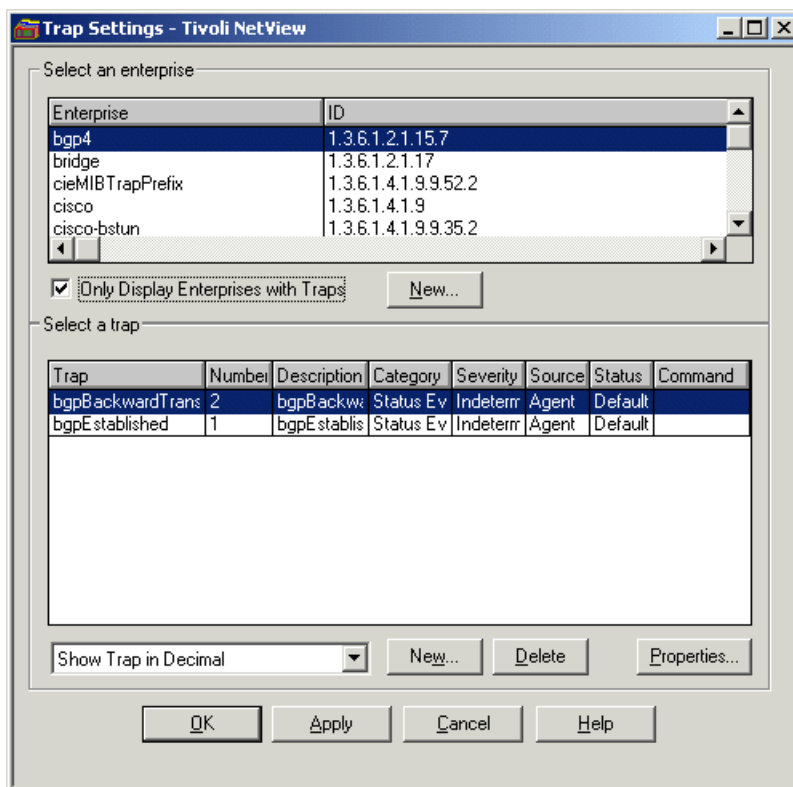 Trap Settings - Tivoli NetView
Select an enterprise
Enterprise ID
bgp4 1.3.6.1.2.1.15.7
bridge 1.3.6.1.2.1.17
cieMIBTrapPrefix 1.3.6.1.4.1.9.9.52.2
cisco 1.3.6.1.4.1.9
cisco-bstun 1.3.6.1.4.1.9.9.35.2
Only Display Enterprises with Traps New...
Select a trap
Trap Number Description Category Severity Source Status Command
bgpBackwardTrans 2 bgpBackwa Status Ev Indeterm Agent Default
bgpEstablished 1 bgpEstablis Status Ev Indeterm Agent Default
Show Trap in Decimal New... Delete Properties...
OK Apply Cancel Help